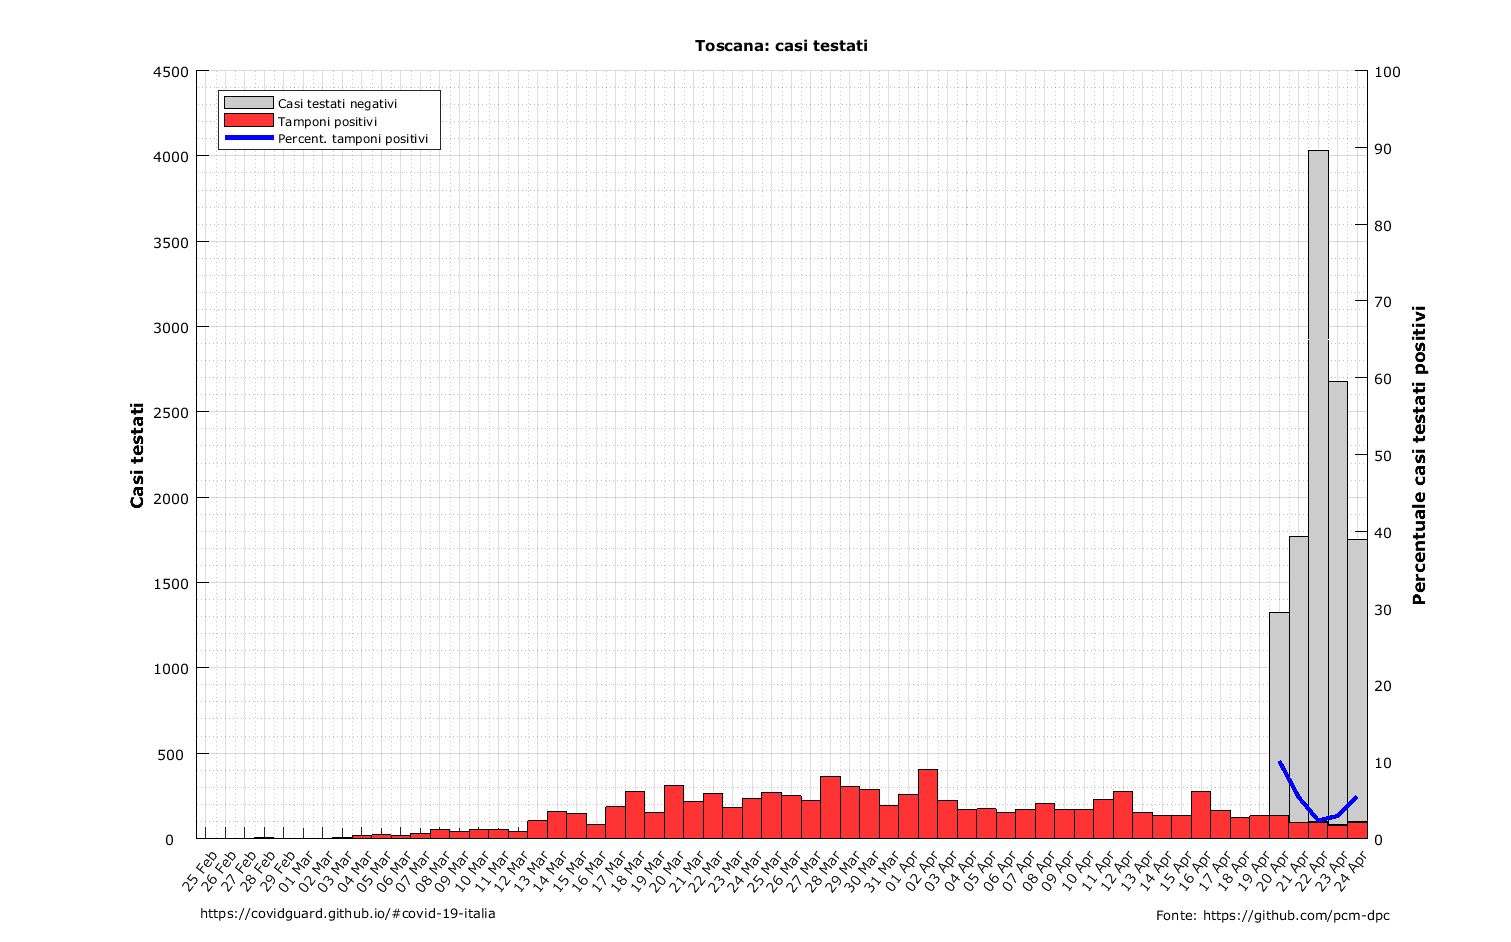 Toscana: casi testati
Casi testati negativi
Tamponi positivi
Percent. tamponi positivi
4500
4000
3500
3000
2500
2000
1500
1000
500
0
Casi testati
100
90
80
70
60
50
40
30
20
10
0
Percentuale casi testati positivi
25 Feb
26 Feb
27 Feb
28 Feb
29 Feb
01 Mar
02 Mar
03 Mar
04 Mar
05 Mar
06 Mar
07 Mar
08 Mar
09 Mar
10 Mar
11 Mar
12 Mar
13 Mar
14 Mar
15 Mar
16 Mar
17 Mar
18 Mar
19 Mar
20 Mar
21 Mar
22 Mar
23 Mar
24 Mar
25 Mar
26 Mar
27 Mar
28 Mar
29 Mar
30 Mar
31 Mar
01 Apr
02 Apr
03 Apr
04 Apr
05 Apr
06 Apr
07 Apr
08 Apr
09 Apr
10 Apr
11 Apr
12 Apr
13 Apr
14 Apr
15 Apr
16 Apr
17 Apr
18 Apr
19 Apr
20 Apr
21 Apr
22 Apr
23 Apr
24 Apr
https://covidguard.github.io/#covid-19-italia
Fonte: https://github.com/pcm-dpc